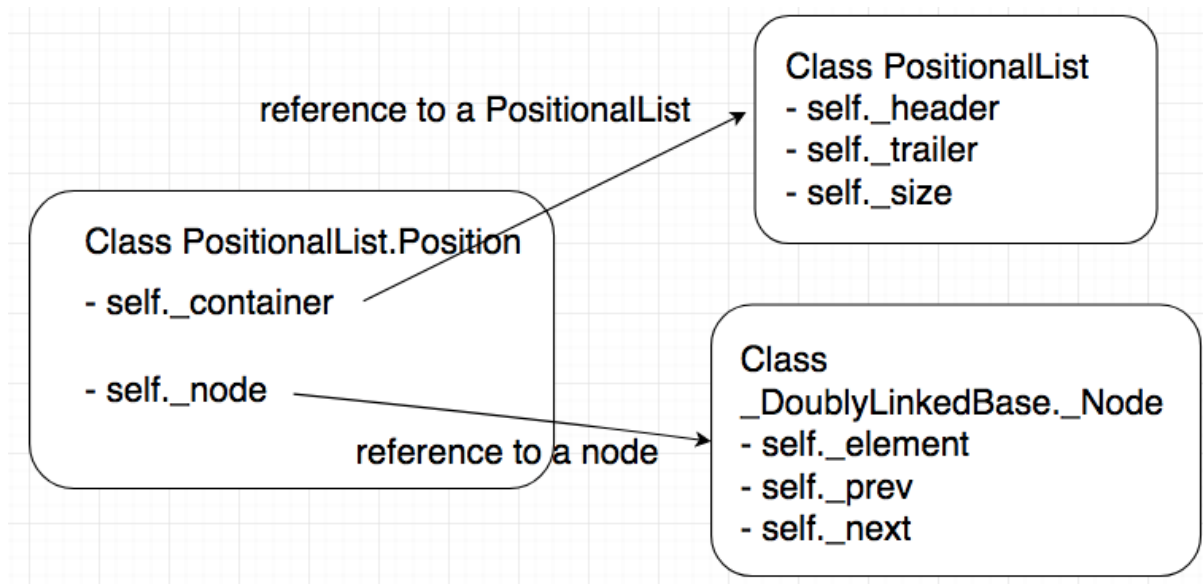 reference to a PositionalList
Class PositionalList
- self._header
- self._trailer
- self._size
Class PositionalList.Position
- self._container
- self._node
reference to a node
Class
_DoublyLinkedBase._Node
- self._element
- self._prev
- self._next